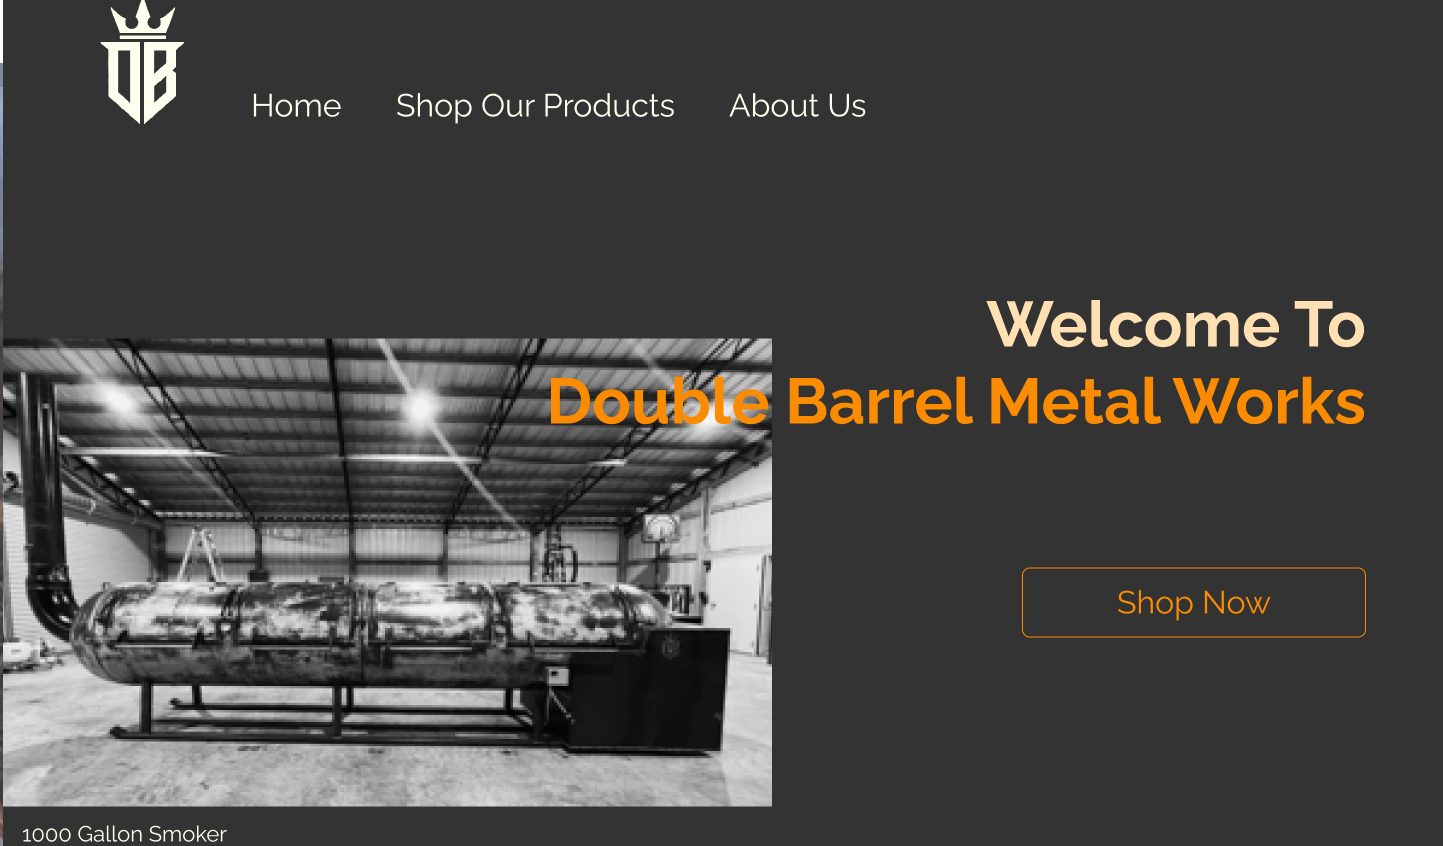 DB
Home Shop Our Products About Us
Welcome To
Double Barrel Metal Works
Shop Now
1000 Gallon Smoker